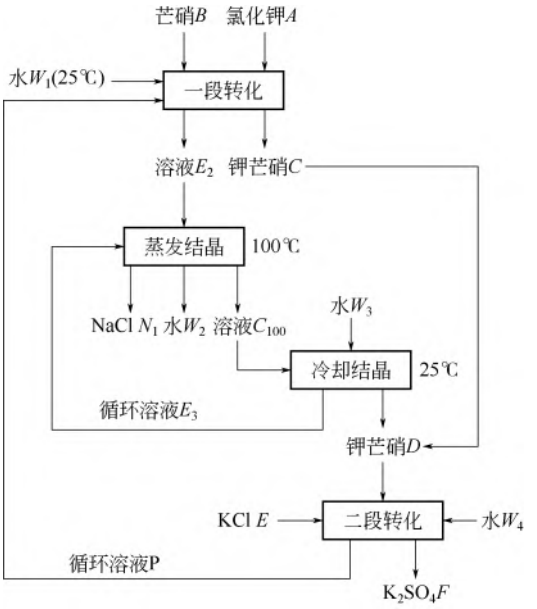 芒硝B 氯化钾A
水W₁(25℃)
一段转化
溶液E₂ 钾芒硝C
蒸发结晶 100℃
NaCl N₁ 水W₂ 溶液C₁₀₀
水W₃
冷却结晶 25℃
循环溶液E₃
钾芒硝D
KCl E 二段转化 水W₄
循环溶液P
K₂SO₄F